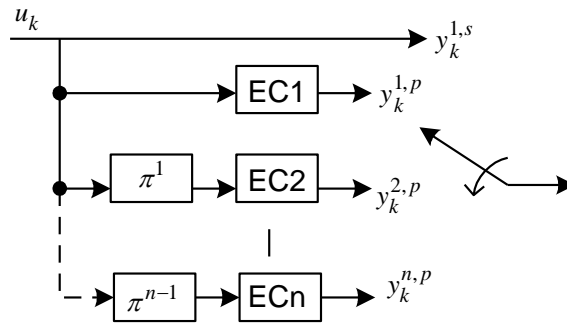 u_k
y_k^{1,s}
EC1
y_k^{1,p}
π^1
EC2
y_k^{2,p}
π^{n-1}
ECn
y_k^{n,p}